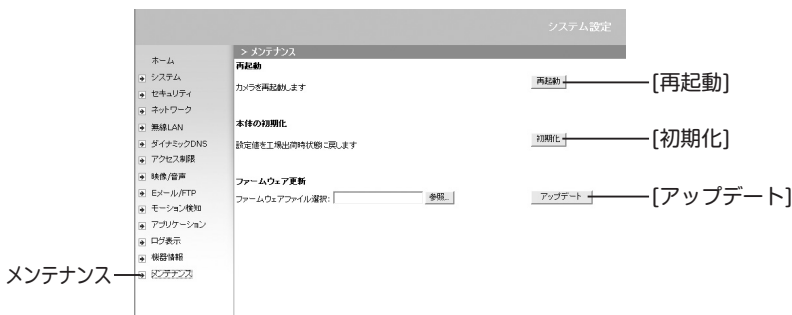 システム設定
> メンテナンス
ホーム
システム
セキュリティ
ネットワーク
無線LAN
ダイナミックDNS
アクセス制限
映像/音声
Eメール/FTP
モーション検知
アプリケーション
ログ表示
機器情報
メンテナンス
再起動
カメラを再起動します 再起動
本体の初期化
設定値を工場出荷時状態に戻します 初期化
ファームウェア更新
ファームウェアファイル選択: 参照... アップデート
[再起動]
[初期化]
[アップデート]
メンテナンス